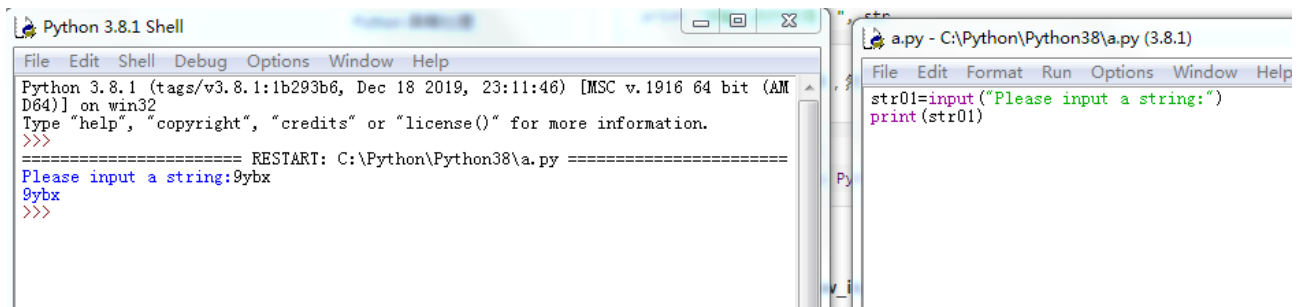 Python 3.8.1 Shell
File Edit Shell Debug Options Window Help
Python 3.8.1 (tags/v3.8.1:1b293b6, Dec 18 2019, 23:11:46) [MSC v.1916 64 bit (AM
D64)] on win32
Type "help", "copyright", "credits" or "license()" for more information.
>>>
======================= RESTART: C:\Python\Python38\a.py =======================
Please input a string:9ybx
9ybx
>>>
", str
Py
a.py - C:\Python\Python38\a.py (3.8.1)
File Edit Format Run Options Window Help
str01=input("Please input a string:")
print(str01)